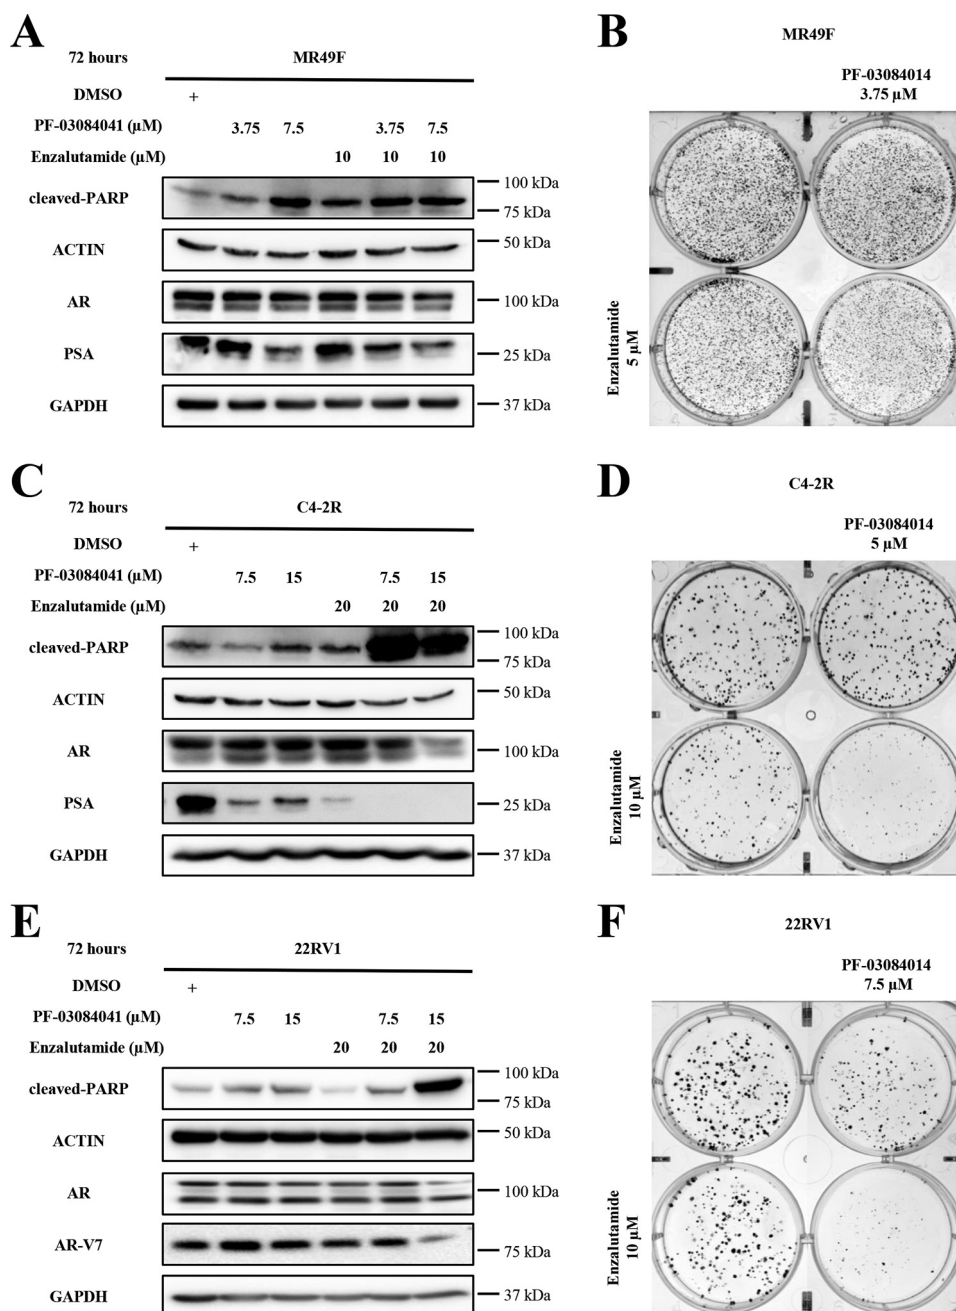 A
72 hours MR49F
DMSO +
PF-03084041 (µM) 3.75 7.5 3.75 7.5
Enzalutamide (µM) 10 10 10
cleaved-PARP 100 kDa
75 kDa
ACTIN 50 kDa
AR 100 kDa
PSA 25 kDa
GAPDH 37 kDa
B
MR49F
PF-03084014
3.75 µM
Enzalutamide
5 µM
C
72 hours C4-2R
DMSO +
PF-03084041 (µM) 7.5 15 7.5 15
Enzalutamide (µM) 20 20 20
cleaved-PARP 100 kDa
75 kDa
ACTIN 50 kDa
AR 100 kDa
PSA 25 kDa
GAPDH 37 kDa
D
C4-2R
PF-03084014
5 µM
Enzalutamide
10 µM
E
72 hours 22RV1
DMSO +
PF-03084041 (µM) 7.5 15 7.5 15
Enzalutamide (µM) 20 20 20
cleaved-PARP 100 kDa
75 kDa
ACTIN 50 kDa
AR 100 kDa
AR-V7 75 kDa
GAPDH 37 kDa
F
22RV1
PF-03084014
7.5 µM
Enzalutamide
10 µM